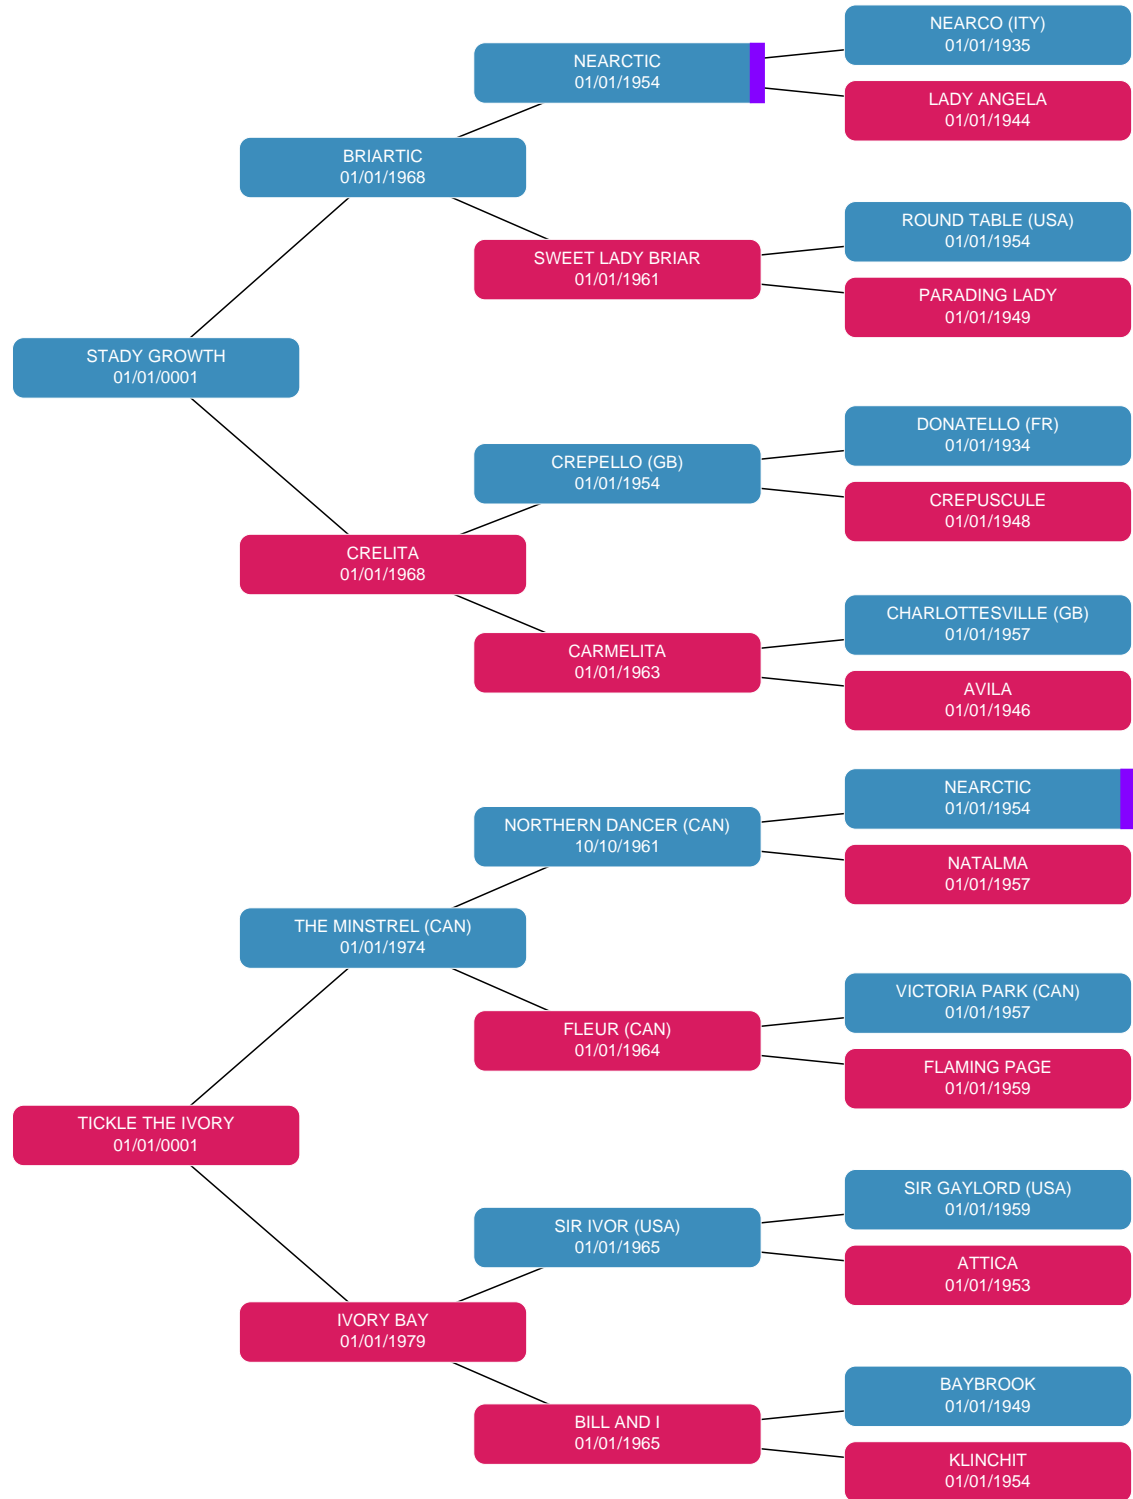 NEARCO (ITY)
01/01/1935
NEARCTIC
01/01/1954
LADY ANGELA
01/01/1944
BRIARTIC
01/01/1968
ROUND TABLE (USA)
01/01/1954
SWEET LADY BRIAR
01/01/1961
PARADING LADY
01/01/1949
STADY GROWTH
01/01/0001
DONATELLO (FR)
01/01/1934
CREPELLO (GB)
01/01/1954
CREPUSCULE
01/01/1948
CRELITA
01/01/1968
CHARLOTTESVILLE (GB)
01/01/1957
CARMELITA
01/01/1963
AVILA
01/01/1946
NEARCTIC
01/01/1954
NORTHERN DANCER (CAN)
10/10/1961
NATALMA
01/01/1957
THE MINSTREL (CAN)
01/01/1974
VICTORIA PARK (CAN)
01/01/1957
FLEUR (CAN)
01/01/1964
FLAMING PAGE
01/01/1959
TICKLE THE IVORY
01/01/0001
SIR GAYLORD (USA)
01/01/1959
SIR IVOR (USA)
01/01/1965
ATTICA
01/01/1953
IVORY BAY
01/01/1979
BAYBROOK
01/01/1949
BILL AND I
01/01/1965
KLINCHIT
01/01/1954